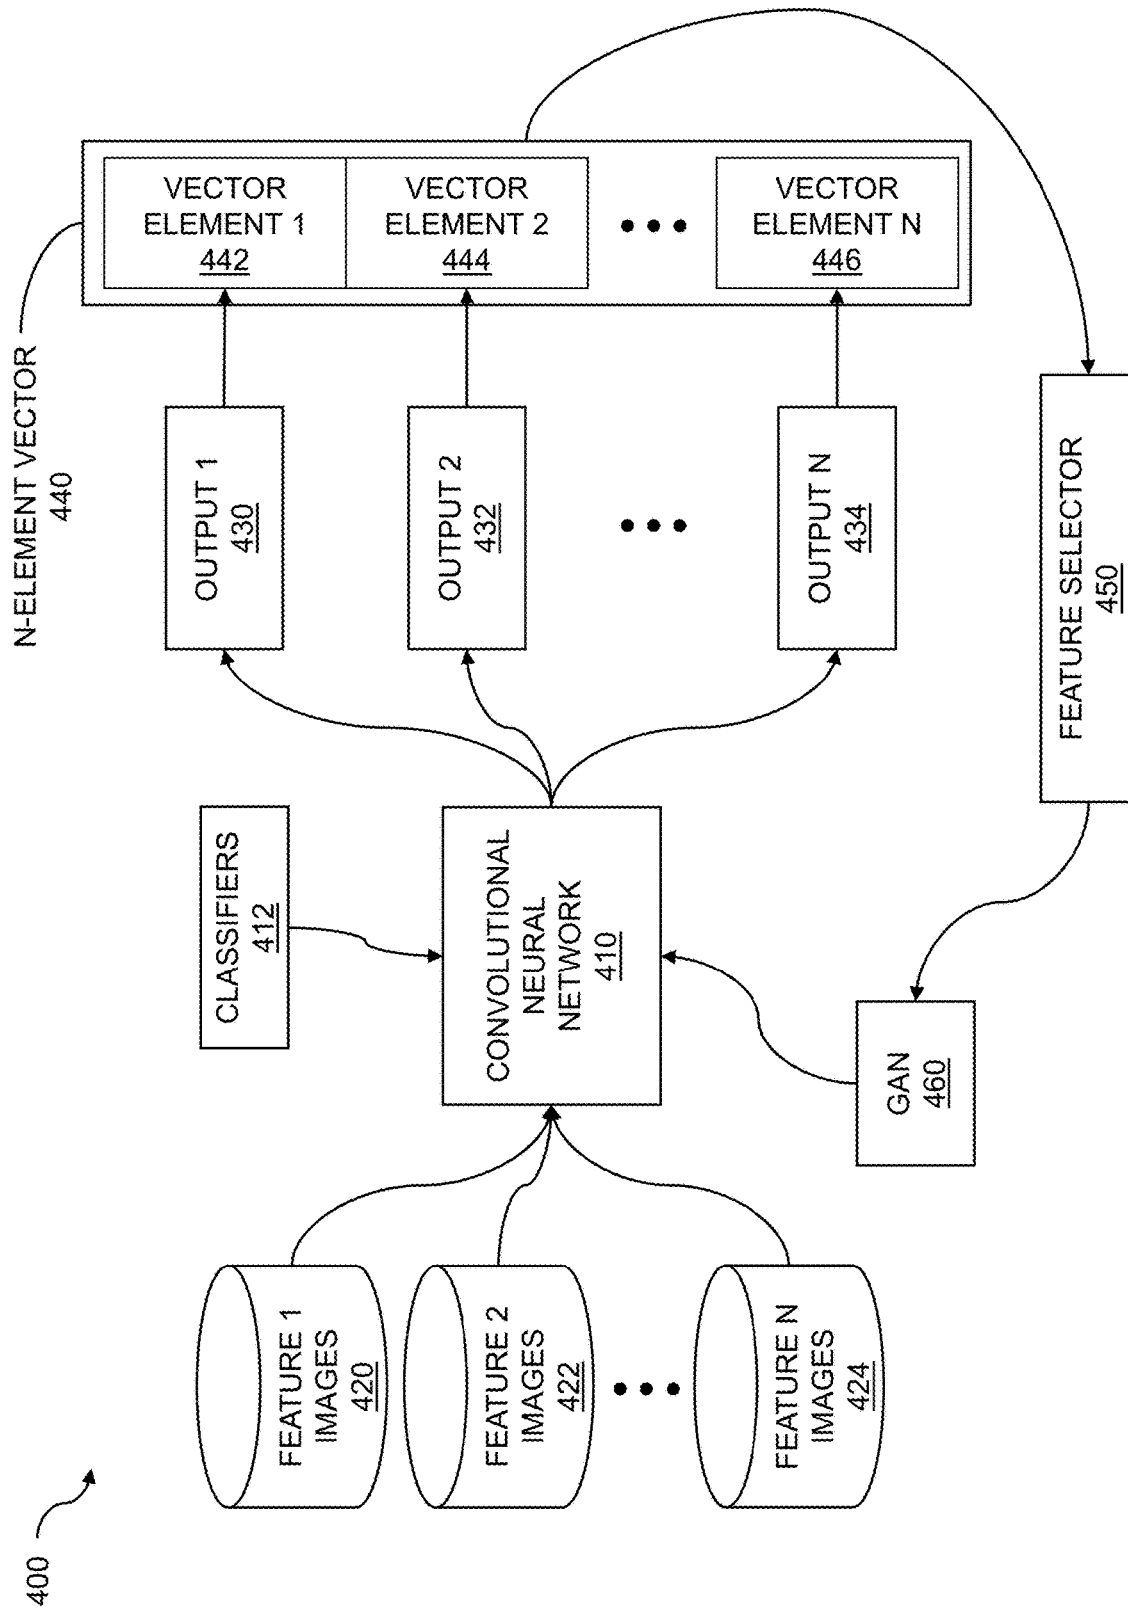 400
FEATURE 1
IMAGES
420
FEATURE 2
IMAGES
422
FEATURE N
IMAGES
424
CLASSIFIERS
412
CONVOLUTIONAL
NEURAL
NETWORK
410
GAN
460
OUTPUT 1
430
OUTPUT 2
432
OUTPUT N
434
N-ELEMENT VECTOR
440
VECTOR
ELEMENT 1
442
VECTOR
ELEMENT 2
444
VECTOR
ELEMENT N
446
FEATURE SELECTOR
450